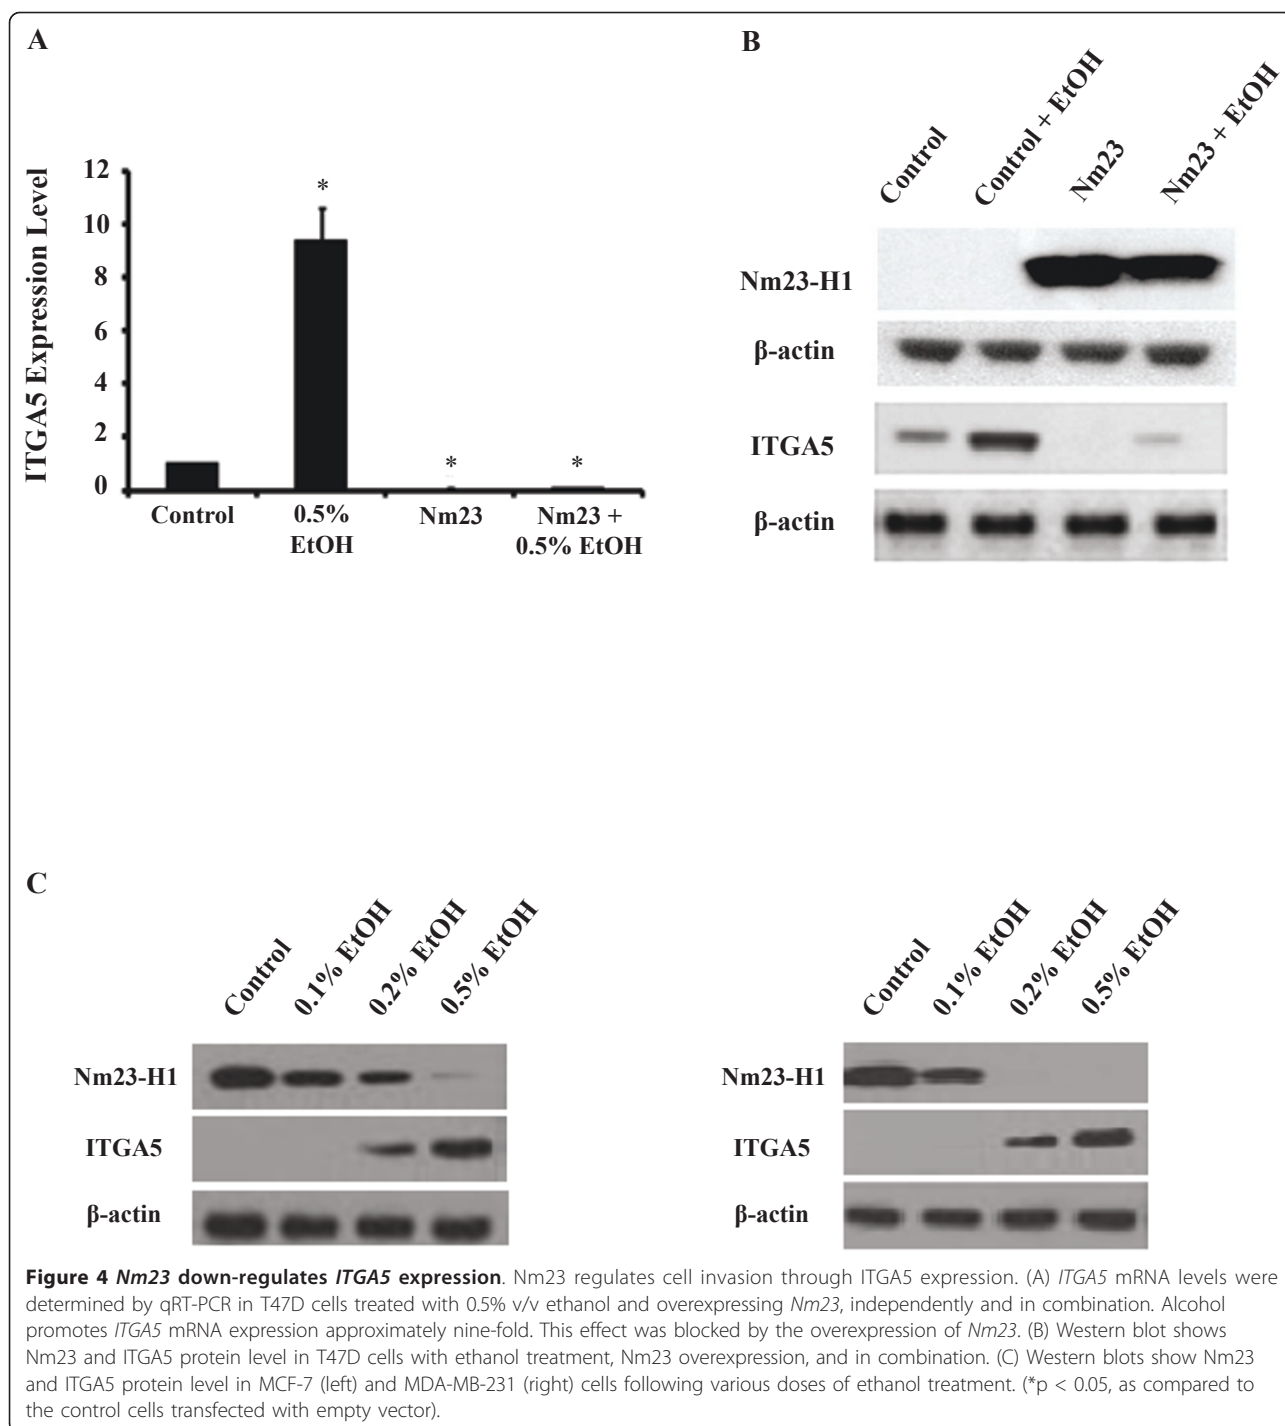 A
ITGA5 Expression Level
12
10
8
6
4
2
0
*
*
*
Control
0.5%
EtOH
Nm23
Nm23 +
0.5% EtOH
B
Control
Control + EtOH
Nm23
Nm23 + EtOH
Nm23-H1
β-actin
ITGA5
β-actin
C
Control
0.1% EtOH
0.2% EtOH
0.5% EtOH
Nm23-H1
ITGA5
β-actin
Control
0.1% EtOH
0.2% EtOH
0.5% EtOH
Nm23-H1
ITGA5
β-actin
Figure 4 Nm23 down-regulates ITGA5 expression. Nm23 regulates cell invasion through ITGA5 expression. (A) ITGA5 mRNA levels were
determined by qRT-PCR in T47D cells treated with 0.5% v/v ethanol and overexpressing Nm23, independently and in combination. Alcohol
promotes ITGA5 mRNA expression approximately nine-fold. This effect was blocked by the overexpression of Nm23. (B) Western blot shows
Nm23 and ITGA5 protein level in T47D cells with ethanol treatment, Nm23 overexpression, and in combination. (C) Western blots show Nm23
and ITGA5 protein level in MCF-7 (left) and MDA-MB-231 (right) cells following various doses of ethanol treatment. (*p < 0.05, as compared to
the control cells transfected with empty vector).